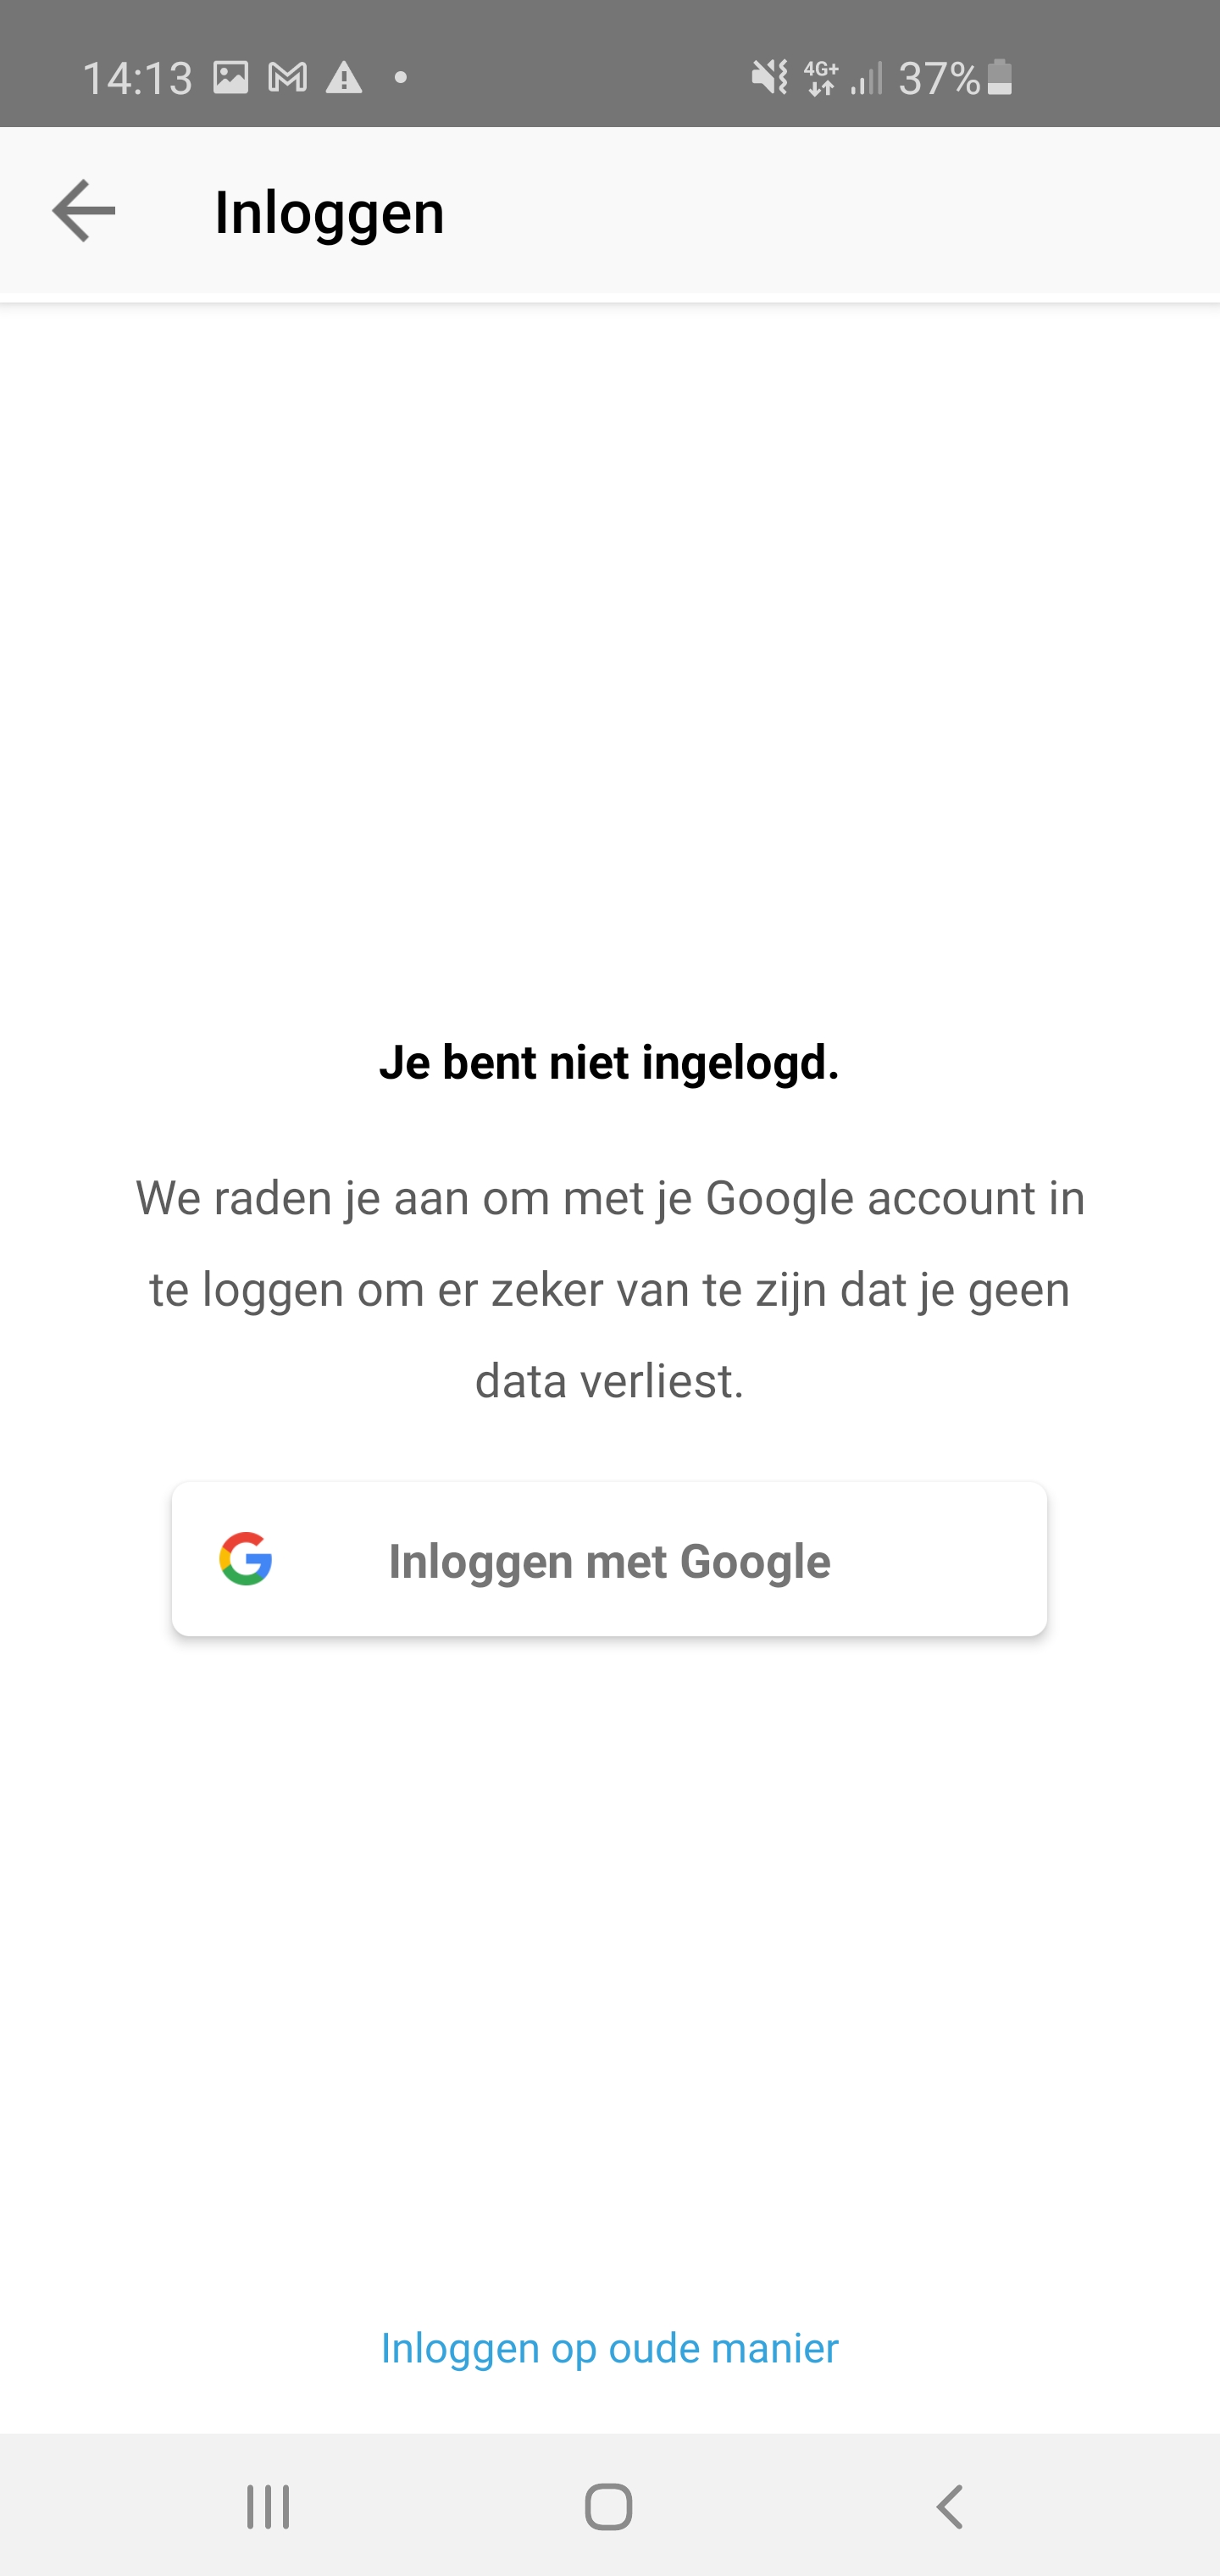 14:13
4G+
37%
Inloggen
Je bent niet ingelogd.
We raden je aan om met je Google account in
te loggen om er zeker van te zijn dat je geen
data verliest.
Inloggen met Google
Inloggen op oude manier